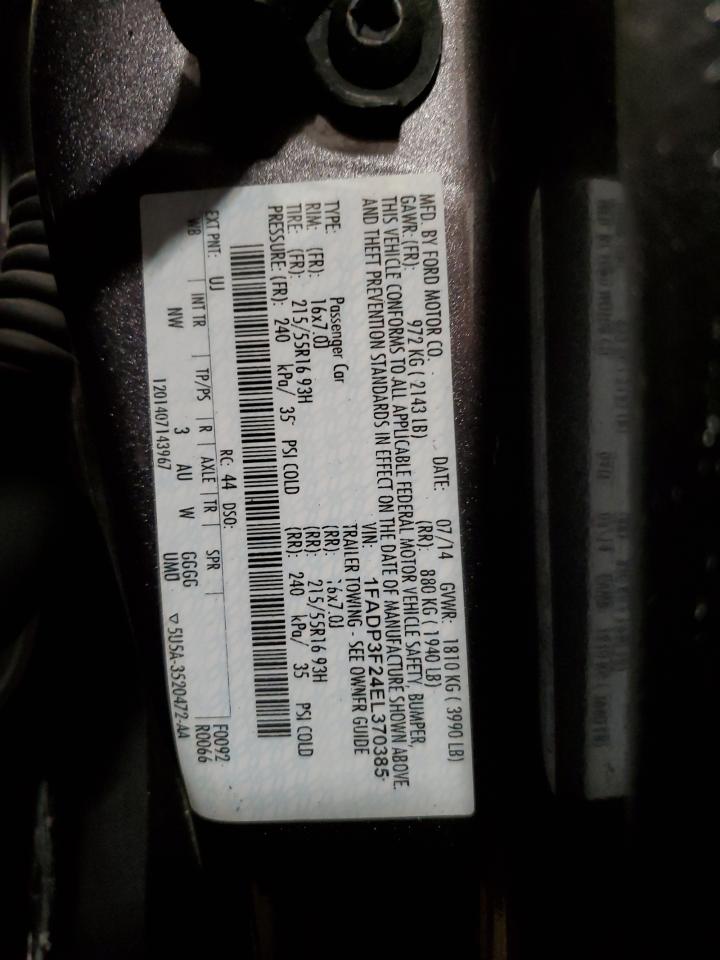 MFD. BY FORD MOTOR CO. DATE: 07/14 GVWR: 1810 KG ( 3990 LB)
GAWR: (FR): 972 KG ( 2143 LB) (RR): 880 KG ( 1940 LB)
THIS VEHICLE CONFORMS TO ALL APPLICABLE FEDERAL MOTOR VEHICLE SAFETY, BUMPER,
AND THEFT PREVENTION STANDARDS IN EFFECT ON THE DATE OF MANUFACTURE SHOWN ABOVE.
VIN: 1FADP3F24EL370385
TYPE: Passenger Car TRAILER TOWING - SEE OWNER GUIDE
RIM: (FR): 16x7.0J (RR): 16x7.0J
TIRE: (FR): 215/55R16 93H (RR): 215/55R16 93H
PRESSURE: (FR): 240 kPa/ 35 PSI COLD (RR): 240 kPa/ 35 PSI COLD
RC: 44 DSO: F0092
EXT PNT: UJ R0066
WB | INT TR | TP/PS | R | AXLE | TR | SPR |
NW 3 AU W GGGG
UMO ▽ 5U5A-3520472-AA
1201407143967